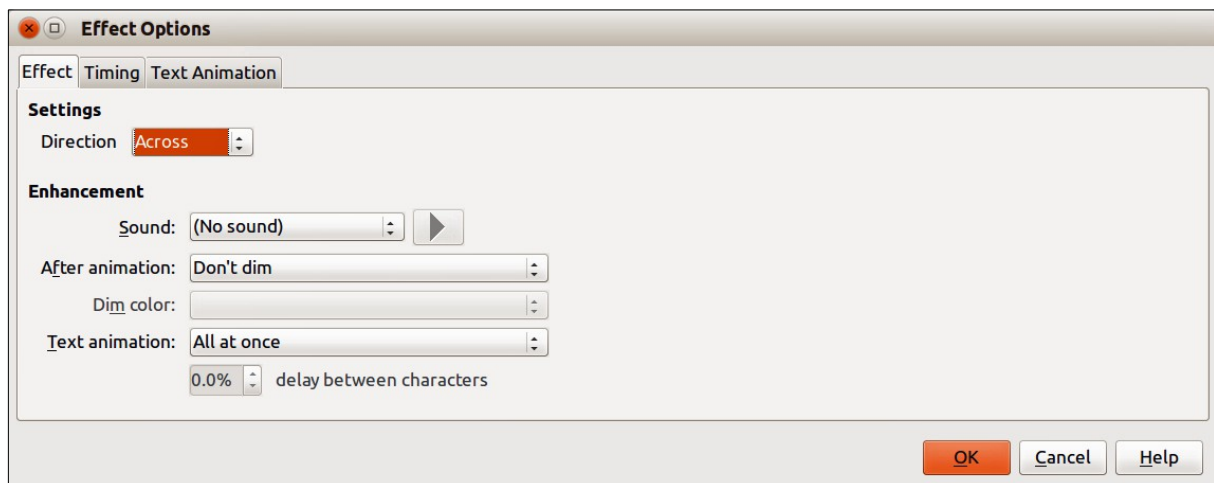 Effect Options
Effect Timing Text Animation
Settings
Direction Across
Enhancement
Sound: (No sound)
After animation: Don't dim
Dim color:
Text animation: All at once
0.0% delay between characters
OK Cancel Help